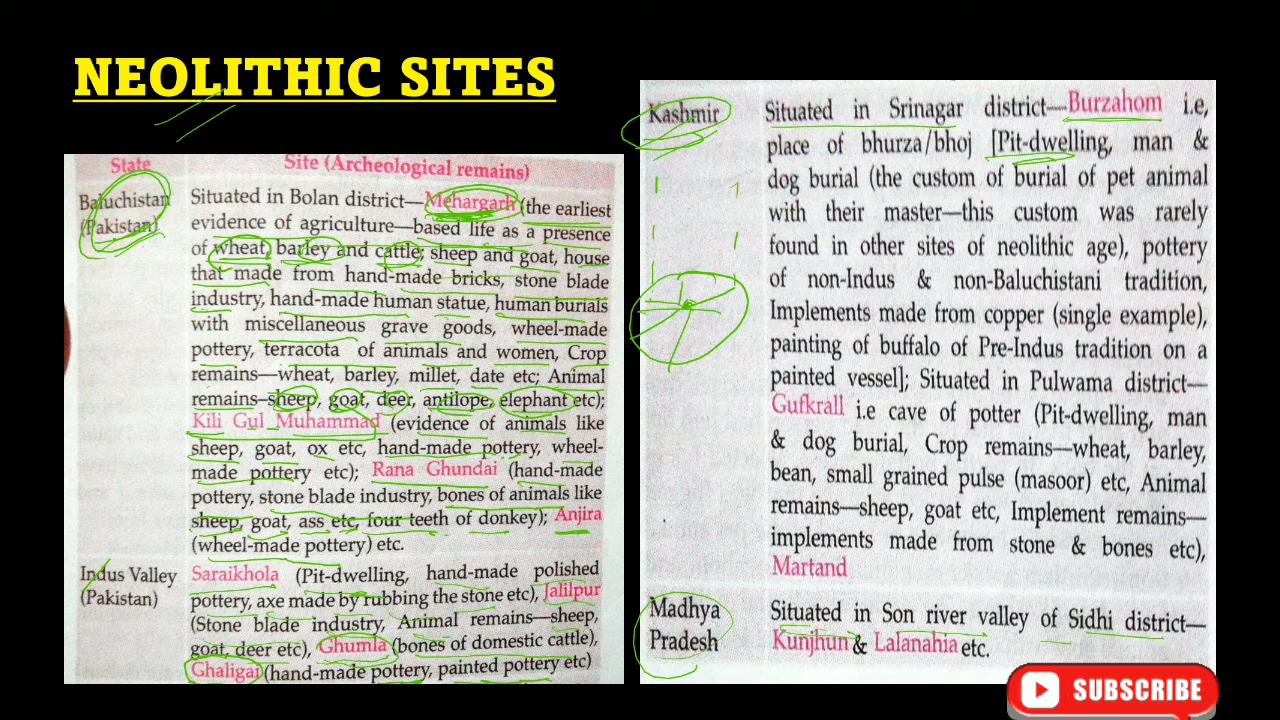 NEOLITHIC SITES
State
Site (Archeological remains)
Baluchistan
(Pakistan)
Situated in Bolan district—Mehargarh (the earliest
evidence of agriculture—based life as a presence
of wheat, barley and cattle; sheep and goat, house
that made from hand-made bricks, stone blade
industry, hand-made human statue, human burials
with miscellaneous grave goods, wheel-made
pottery, terracota of animals and women, Crop
remains—wheat, barley, millet, date etc; Animal
remains—sheep, goat, deer, antilope, elephant etc);
Kili Gul Muhammad (evidence of animals like
sheep, goat, ox etc, hand-made pottery, wheel-
made pottery etc); Rana Ghundai (hand-made
pottery, stone blade industry, bones of animals like
sheep, goat, ass etc, four teeth of donkey); Anjira
(wheel-made pottery) etc.
Indus Valley
(Pakistan)
Saraikhola (Pit-dwelling, hand-made polished
pottery, axe made by rubbing the stone etc), Jalilpur
(Stone blade industry, Animal remains—sheep,
goat, deer etc), Ghumla (bones of domestic cattle),
Ghaligai (hand-made pottery, painted pottery etc)
Kashmir
Situated in Srinagar district—Burzahom i.e,
place of bhurza/bhoj [Pit-dwelling, man &
dog burial (the custom of burial of pet animal
with their master—this custom was rarely
found in other sites of neolithic age), pottery
of non-Indus & non-Baluchistani tradition,
Implements made from copper (single example),
painting of buffalo of Pre-Indus tradition on a
painted vessel]; Situated in Pulwama district—
Gufkrall i.e cave of potter (Pit-dwelling, man
& dog burial, Crop remains—wheat, barley,
bean, small grained pulse (masoor) etc, Animal
remains—sheep, goat etc, Implement remains—
implements made from stone & bones etc),
Martand
Madhya
Pradesh
Situated in Son river valley of Sidhi district—
Kunjhun & Lalanahia etc.
SUBSCRIBE